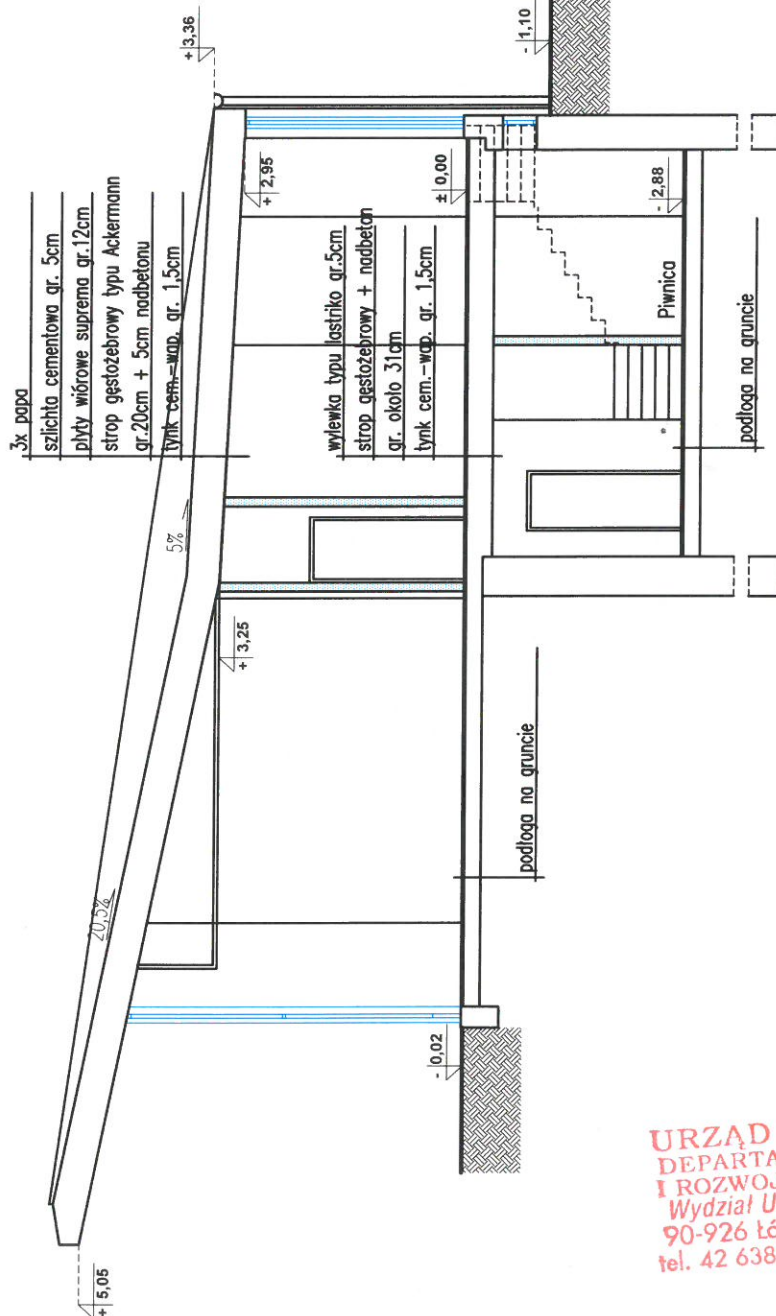 3x papa
szlichta cementowa gr. 5cm
płyty wiórowe suprema gr.12cm
strop gęstożebrowy typu Ackermann
gr.20cm + 5cm nadbetonu
tynk cem.-wap. gr. 1,5cm
+ 3,36
5%
20,5%
+ 5,05
+ 3,25
+ 2,95
wylewka typu lastriko gr.5cm
strop gęstożebrowy + nadbeton
gr. około 31cm
tynk cem.-wap. gr. 1,5cm
± 0,00
- 0,02
- 1,10
- 2,88
Piwnica
podłoga na gruncie
podłoga na gruncie
URZĄD
DEPARTA
I ROZWOJ
Wydział U
90-926 Łó
tel. 42 638